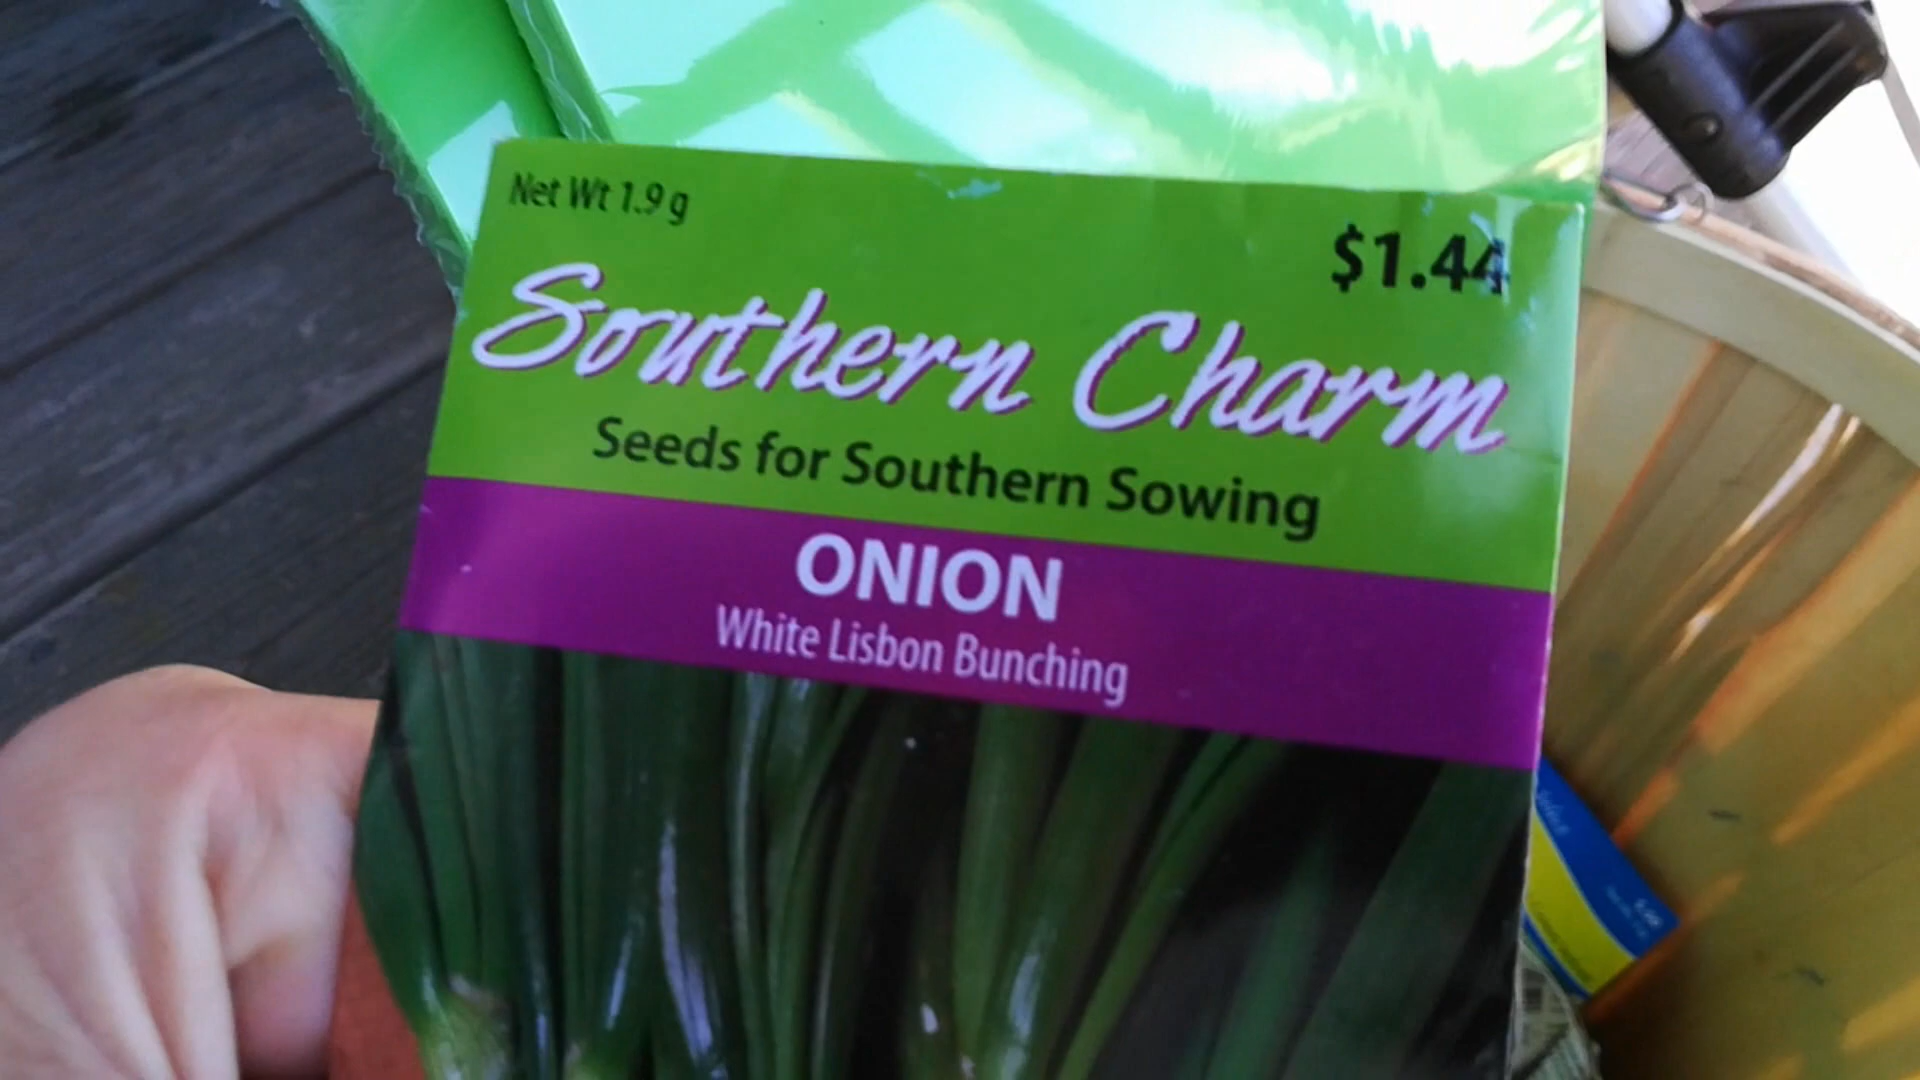 Net Wt 1.9 g
$1.44
Southern Charm
Seeds for Southern Sowing
ONION
White Lisbon Bunching